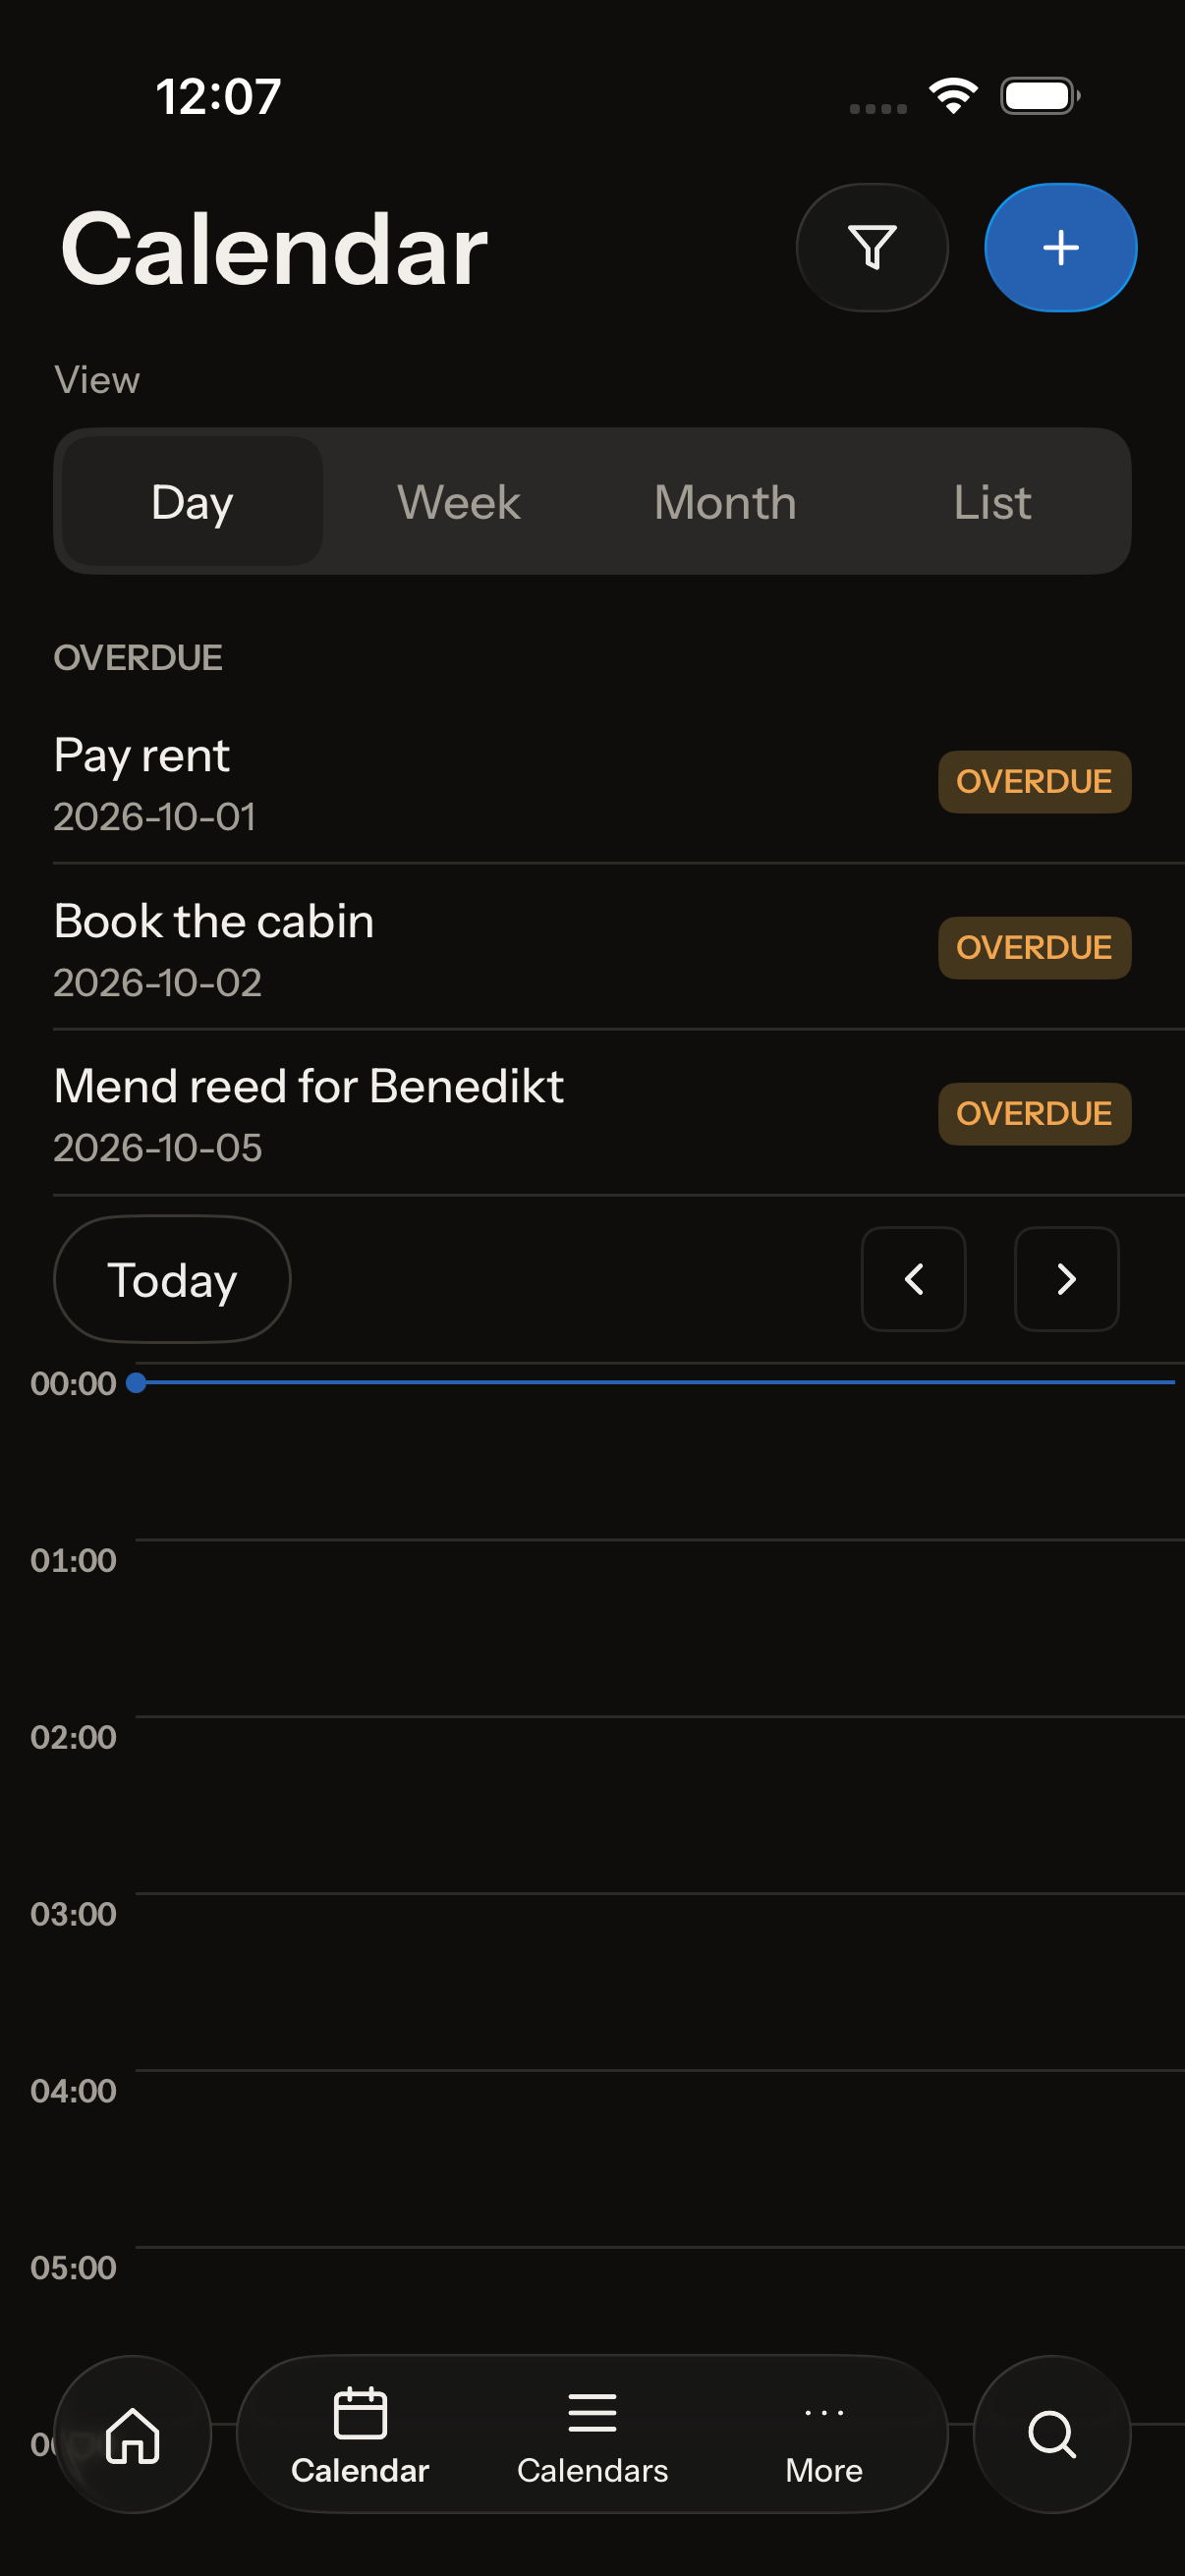 12:07
Calendar
View
Day
Week
Month
List
OVERDUE
Pay rent
2026-10-01
OVERDUE
Book the cabin
2026-10-02
OVERDUE
Mend reed for Benedikt
2026-10-05
OVERDUE
Today
00:00
01:00
02:00
03:00
04:00
05:00
Calendar
Calendars
More